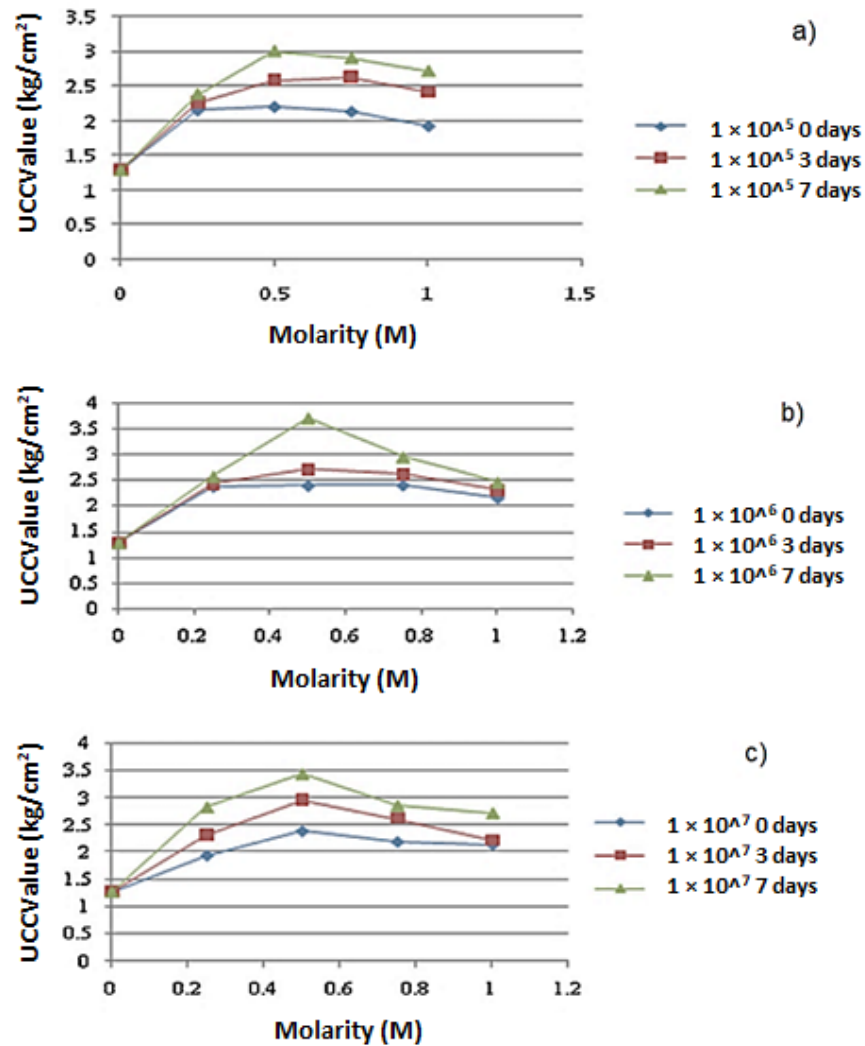 a)
UCCValue (kg/cm²)
3.5
3
2.5
2
1.5
1
0.5
0
0 0.5 1 1.5
Molarity (M)
1 × 10^⁵ 0 days
1 × 10^⁵ 3 days
1 × 10^⁵ 7 days
b)
UCCValue (kg/cm²)
4
3.5
3
2.5
2
1.5
1
0.5
0
0 0.2 0.4 0.6 0.8 1 1.2
Molarity (M)
1 × 10^⁶ 0 days
1 × 10^⁶ 3 days
1 × 10^⁶ 7 days
c)
UCCValue (kg/cm²)
4
3.5
3
2.5
2
1.5
1
0.5
0
0 0.2 0.4 0.6 0.8 1 1.2
Molarity (M)
1 × 10^⁷ 0 days
1 × 10^⁷ 3 days
1 × 10^⁷ 7 days